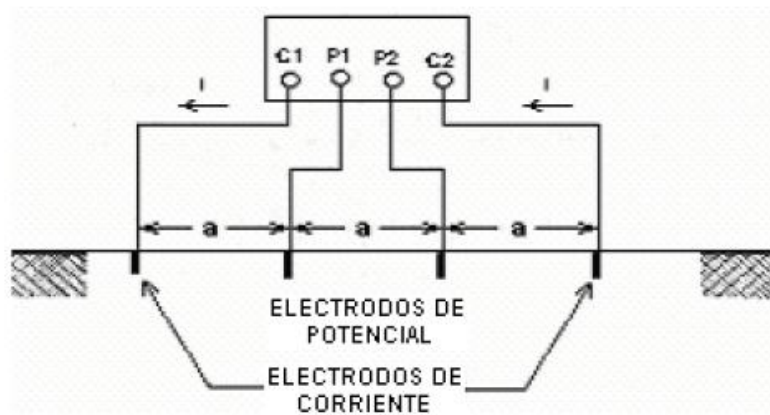 C1 P1 P2 C2
I I
a a a
ELECTRODOS DE
POTENCIAL
ELECTRODOS DE
CORRIENTE